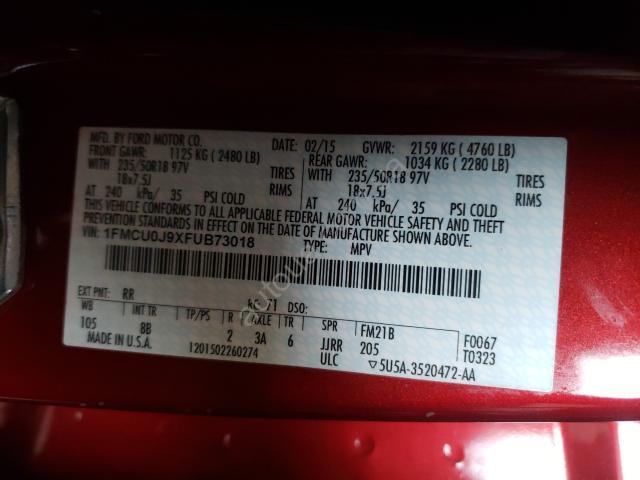 MFD. BY FORD MOTOR CO. DATE: 02/15 GVWR: 2159 KG ( 4760 LB)
FRONT GAWR: 1125 KG ( 2480 LB) REAR GAWR: 1034 KG ( 2280 LB)
WITH 235/50R18 97V TIRES WITH 235/50R18 97V TIRES
18x7.5J RIMS 18x7.5J RIMS
AT 240 kPa/ 35 PSI COLD AT 240 kPa/ 35 PSI COLD
THIS VEHICLE CONFORMS TO ALL APPLICABLE FEDERAL MOTOR VEHICLE SAFETY AND THEFT
PREVENTION STANDARDS IN EFFECT ON THE DATE OF MANUFACTURE SHOWN ABOVE.
VIN: 1FMCU0J9XFUB73018 TYPE: MPV
EXT PNT: RR RC: 71 DSO:
WB INT TR TP/PS R AXLE TR SPR FM21B F0067
105 BB 2 3A 6 JJRR 205 T0323
MADE IN U.S.A. 1201502260274 ULC ▽5U5A-3520472-AA